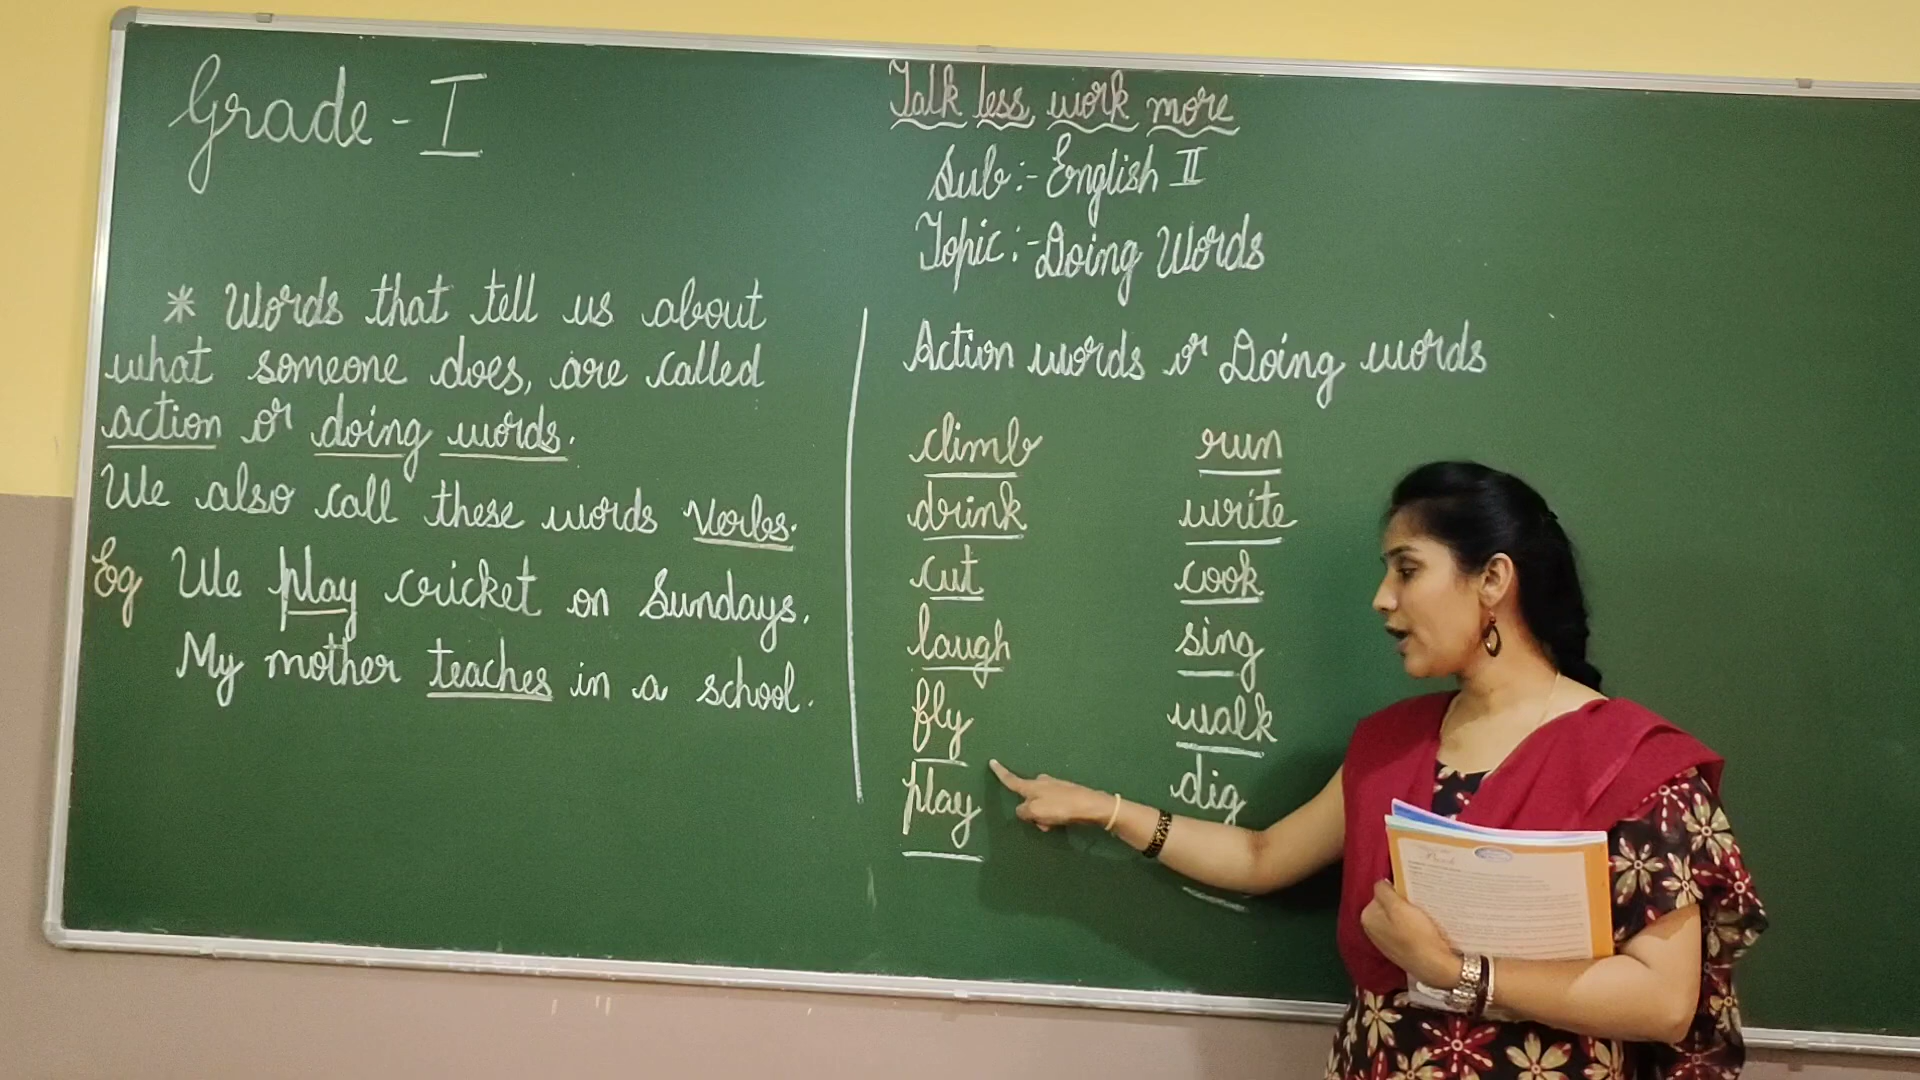 Grade - I
Talk less, work more
Sub:- English II
Topic:- Doing Words
* Words that tell us about
what someone does, are called
action or doing words.
We also call these words Verbs.
Eg We play cricket on Sundays.
My mother teaches in a school.
Action words or Doing words
climb run
drink write
cut cook
laugh sing
fly walk
play dig